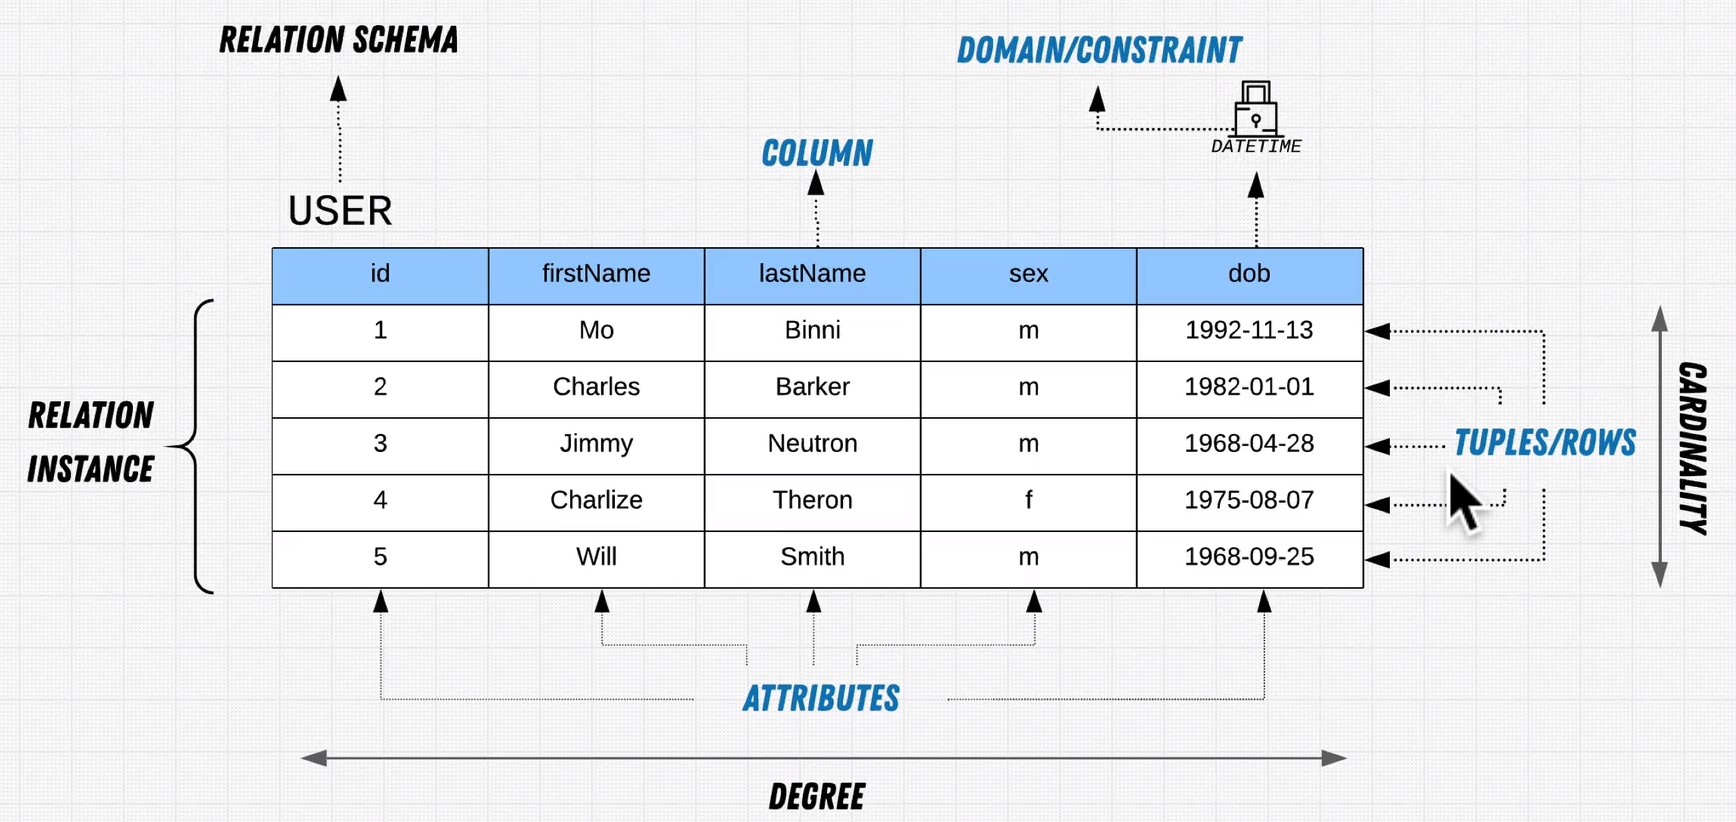 RELATION SCHEMA
DOMAIN/CONSTRAINT
DATETIME
COLUMN
USER
id firstName lastName sex dob
1 Mo Binni m 1992-11-13
2 Charles Barker m 1982-01-01
3 Jimmy Neutron m 1968-04-28
4 Charlize Theron f 1975-08-07
5 Will Smith m 1968-09-25
RELATION
INSTANCE
TUPLES/ROWS
CARDINALITY
ATTRIBUTES
DEGREE